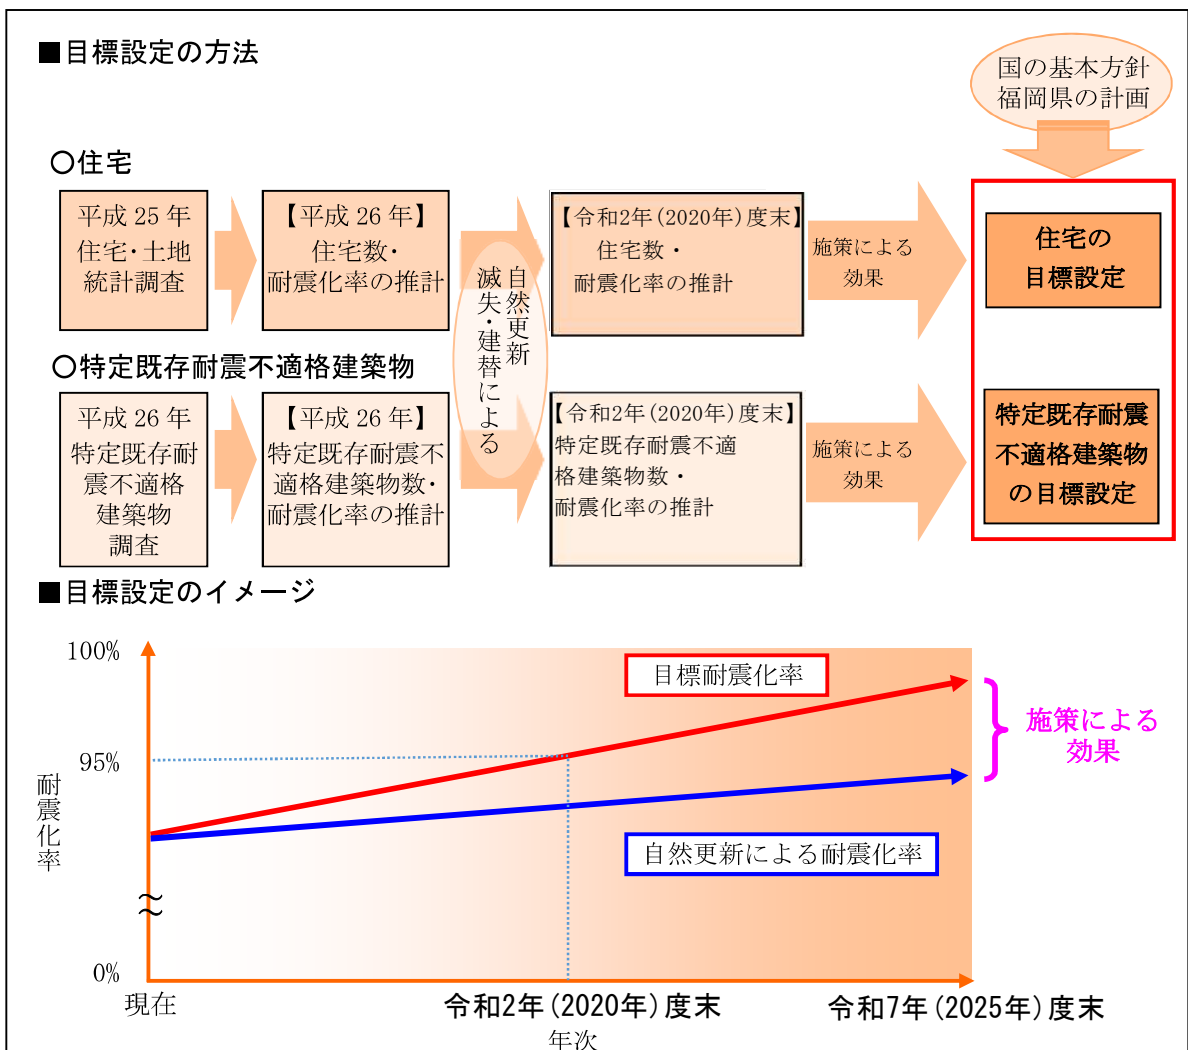 ■目標設定の方法
国の基本方針
福岡県の計画
○住宅
平成 25 年
住宅・土地
統計調査
【平成 26 年】
住宅数・
耐震化率の推計
自然更新
滅失・建替による
【令和2年(2020年)度末】
住宅数・
耐震化率の推計
施策による
効果
住宅の
目標設定
○特定既存耐震不適格建築物
平成 26 年
特定既存耐
震不適格
建築物
調査
【平成 26 年】
特定既存耐震不
適格建築物数・
耐震化率の推計
【令和2年(2020年)度末】
特定既存耐震不適
格建築物数・
耐震化率の推計
施策による
効果
特定既存耐震
不適格建築物
の目標設定
■目標設定のイメージ
100%
目標耐震化率
施策による
効果
95%
耐震化率
自然更新による耐震化率
0%
現在
令和2年(2020年)度末
令和7年(2025年)度末
年次